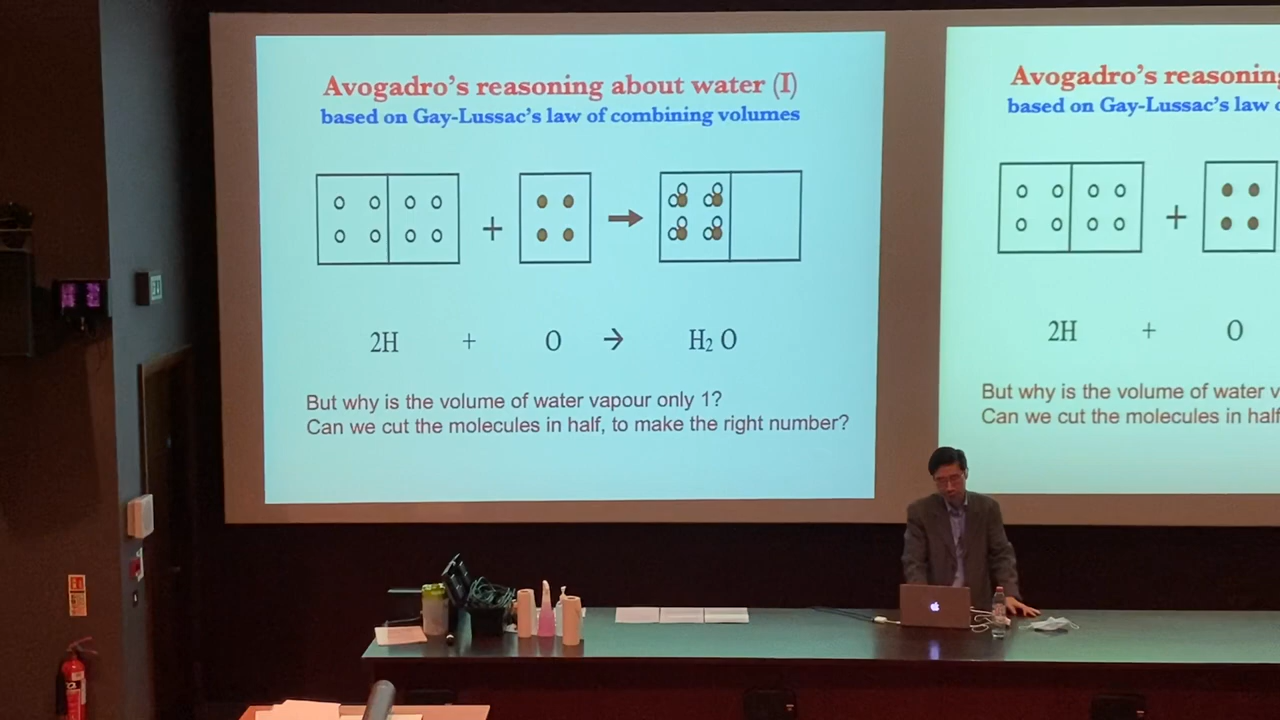 Avogadro's reasoning about water (I)
based on Gay-Lussac's law of combining volumes
+
2H + O → H₂ O
But why is the volume of water vapour only 1?
Can we cut the molecules in half, to make the right number?
Avogadro's reasoning
based on Gay-Lussac's law
+
2H + O
But why is the volume of water v
Can we cut the molecules in half